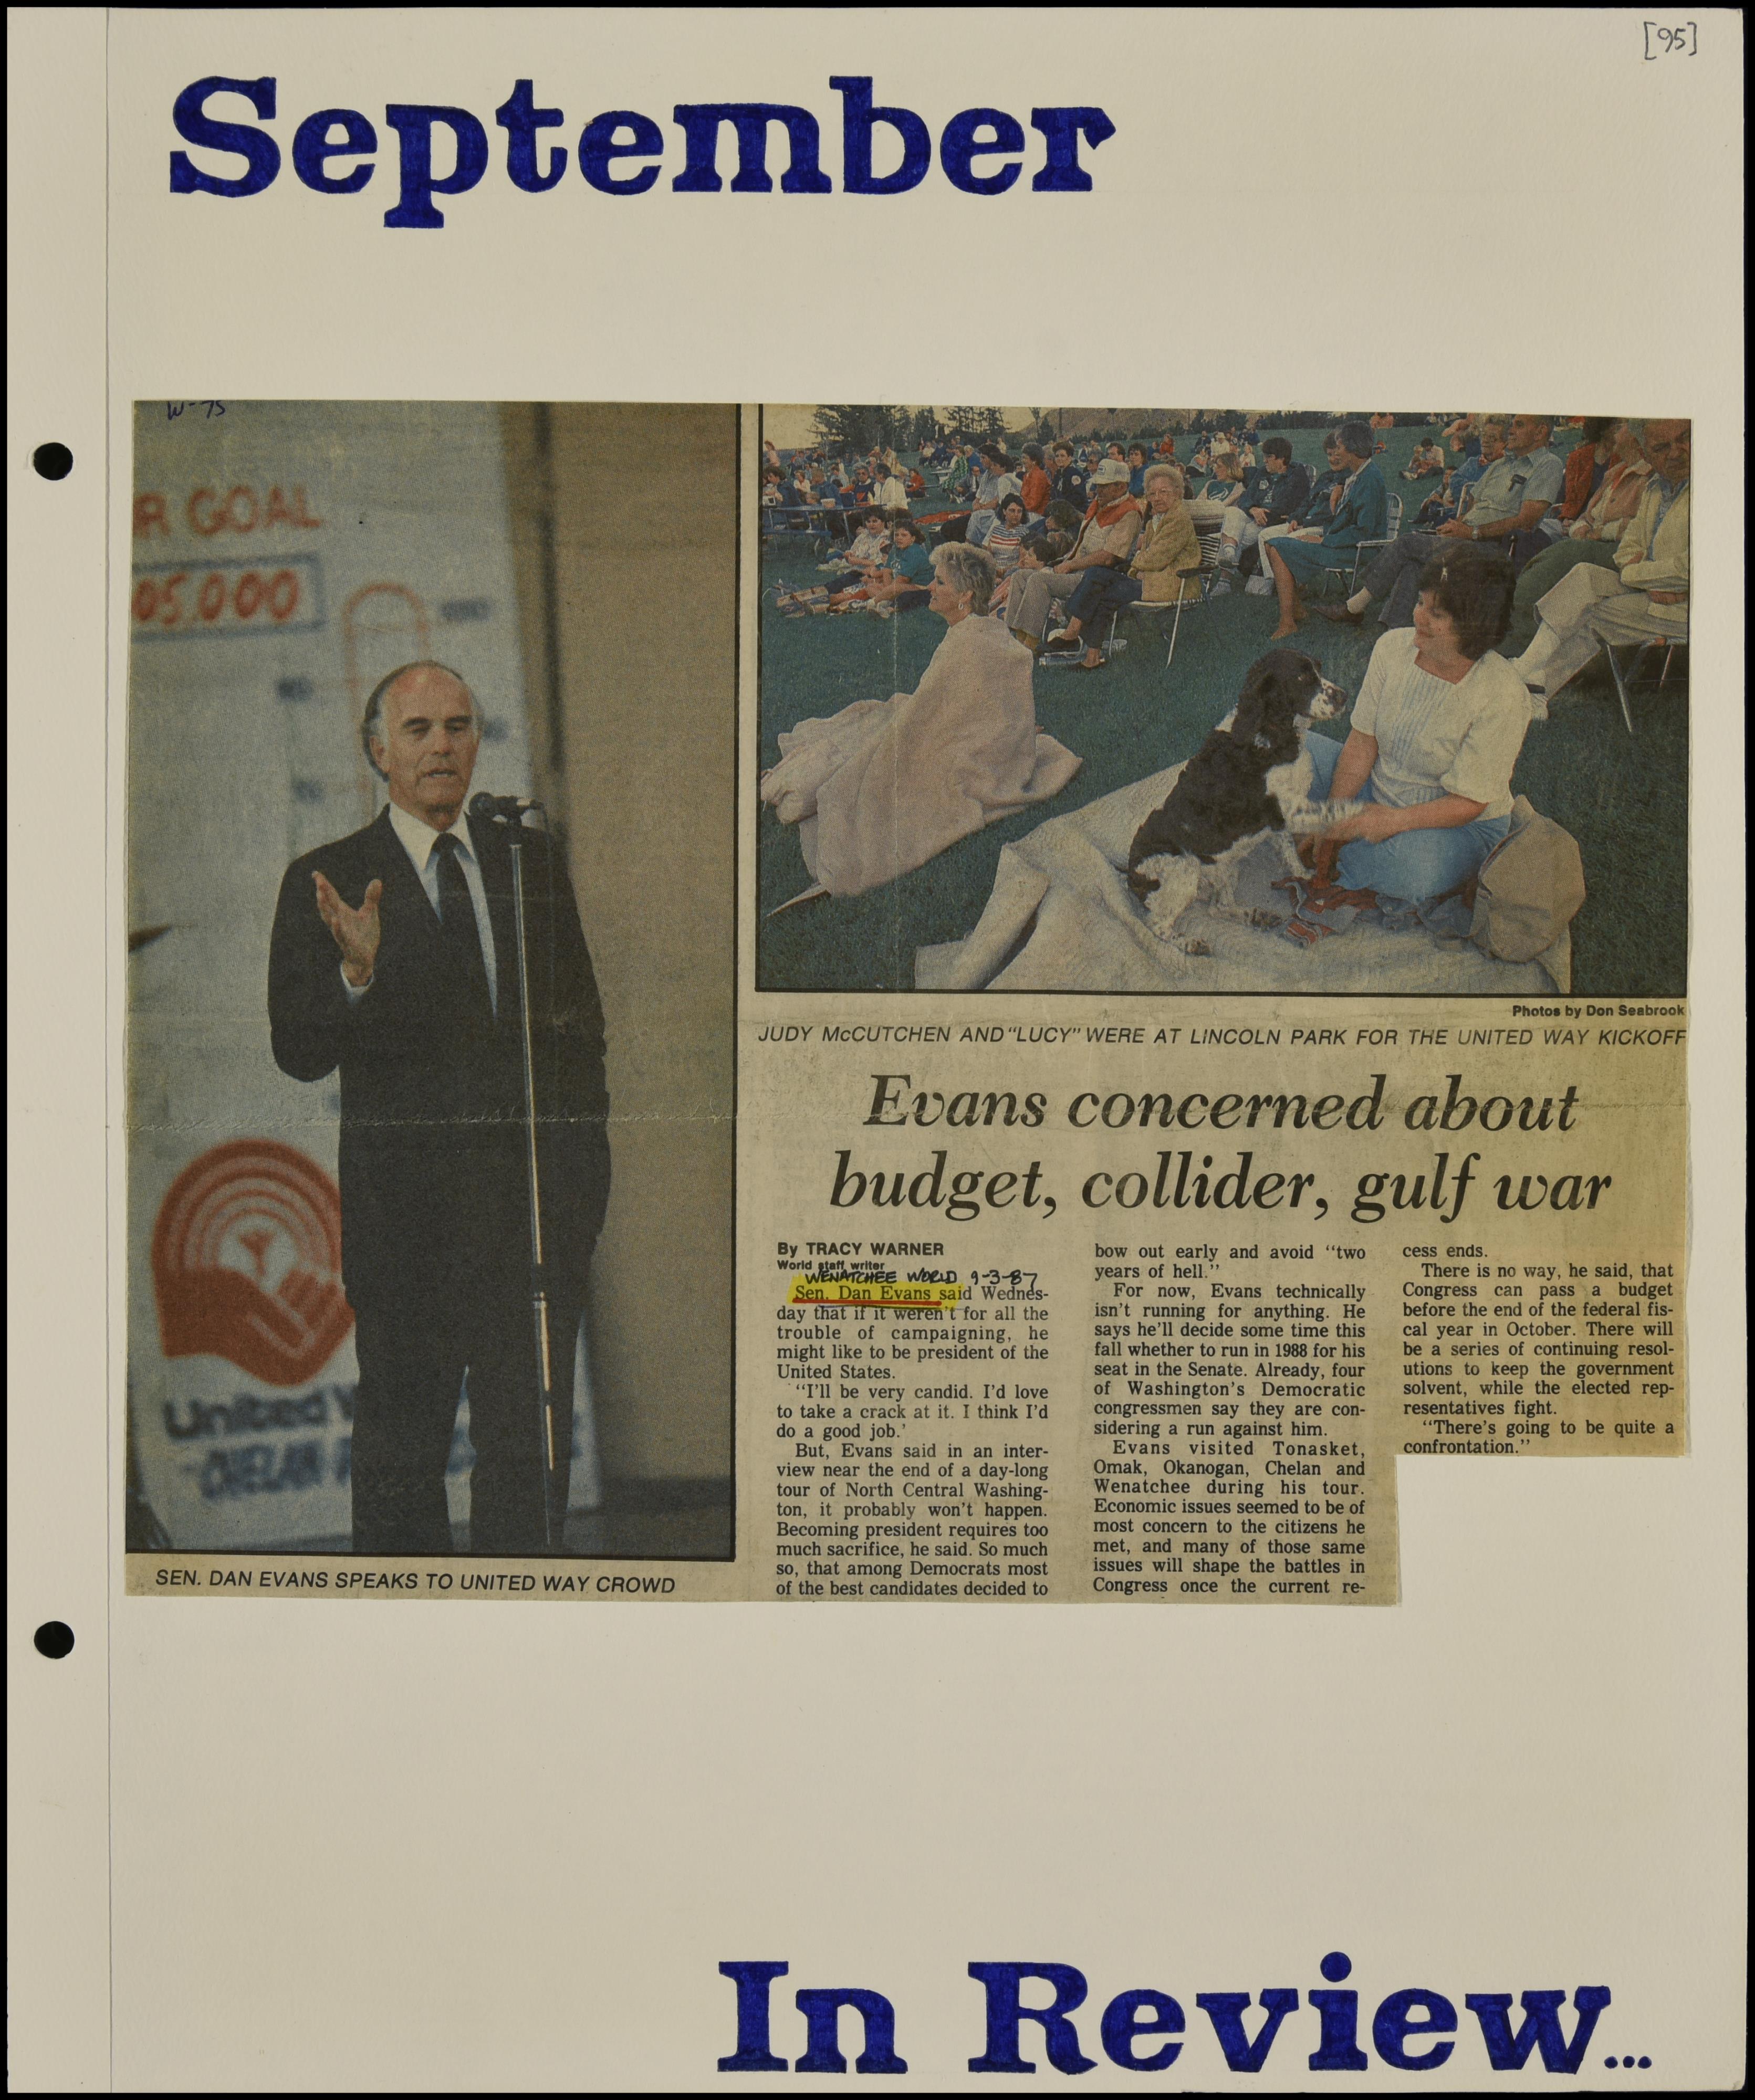 [95]
September
W-75
R GOAL
05,000
United
CHELAN
SEN. DAN EVANS SPEAKS TO UNITED WAY CROWD
Photos by Don Seabrook
JUDY McCUTCHEN AND "LUCY" WERE AT LINCOLN PARK FOR THE UNITED WAY KICKOFF
Evans concerned about
budget, collider, gulf war
By TRACY WARNER
World staff writer
WENATCHEE WORLD 9-3-87
Sen. Dan Evans said Wednes-
day that if it weren't for all the
trouble of campaigning, he
might like to be president of the
United States.
"I'll be very candid. I'd love
to take a crack at it. I think I'd
do a good job.'
But, Evans said in an inter-
view near the end of a day-long
tour of North Central Washing-
ton, it probably won't happen.
Becoming president requires too
much sacrifice, he said. So much
so, that among Democrats most
of the best candidates decided to
bow out early and avoid "two
years of hell."
For now, Evans technically
isn't running for anything. He
says he'll decide some time this
fall whether to run in 1988 for his
seat in the Senate. Already, four
of Washington's Democratic
congressmen say they are con-
sidering a run against him.
Evans visited Tonasket,
Omak, Okanogan, Chelan and
Wenatchee during his tour.
Economic issues seemed to be of
most concern to the citizens he
met, and many of those same
issues will shape the battles in
Congress once the current re-
cess ends.
There is no way, he said, that
Congress can pass a budget
before the end of the federal fis-
cal year in October. There will
be a series of continuing resol-
utions to keep the government
solvent, while the elected rep-
resentatives fight.
"There's going to be quite a
confrontation."
In Review...